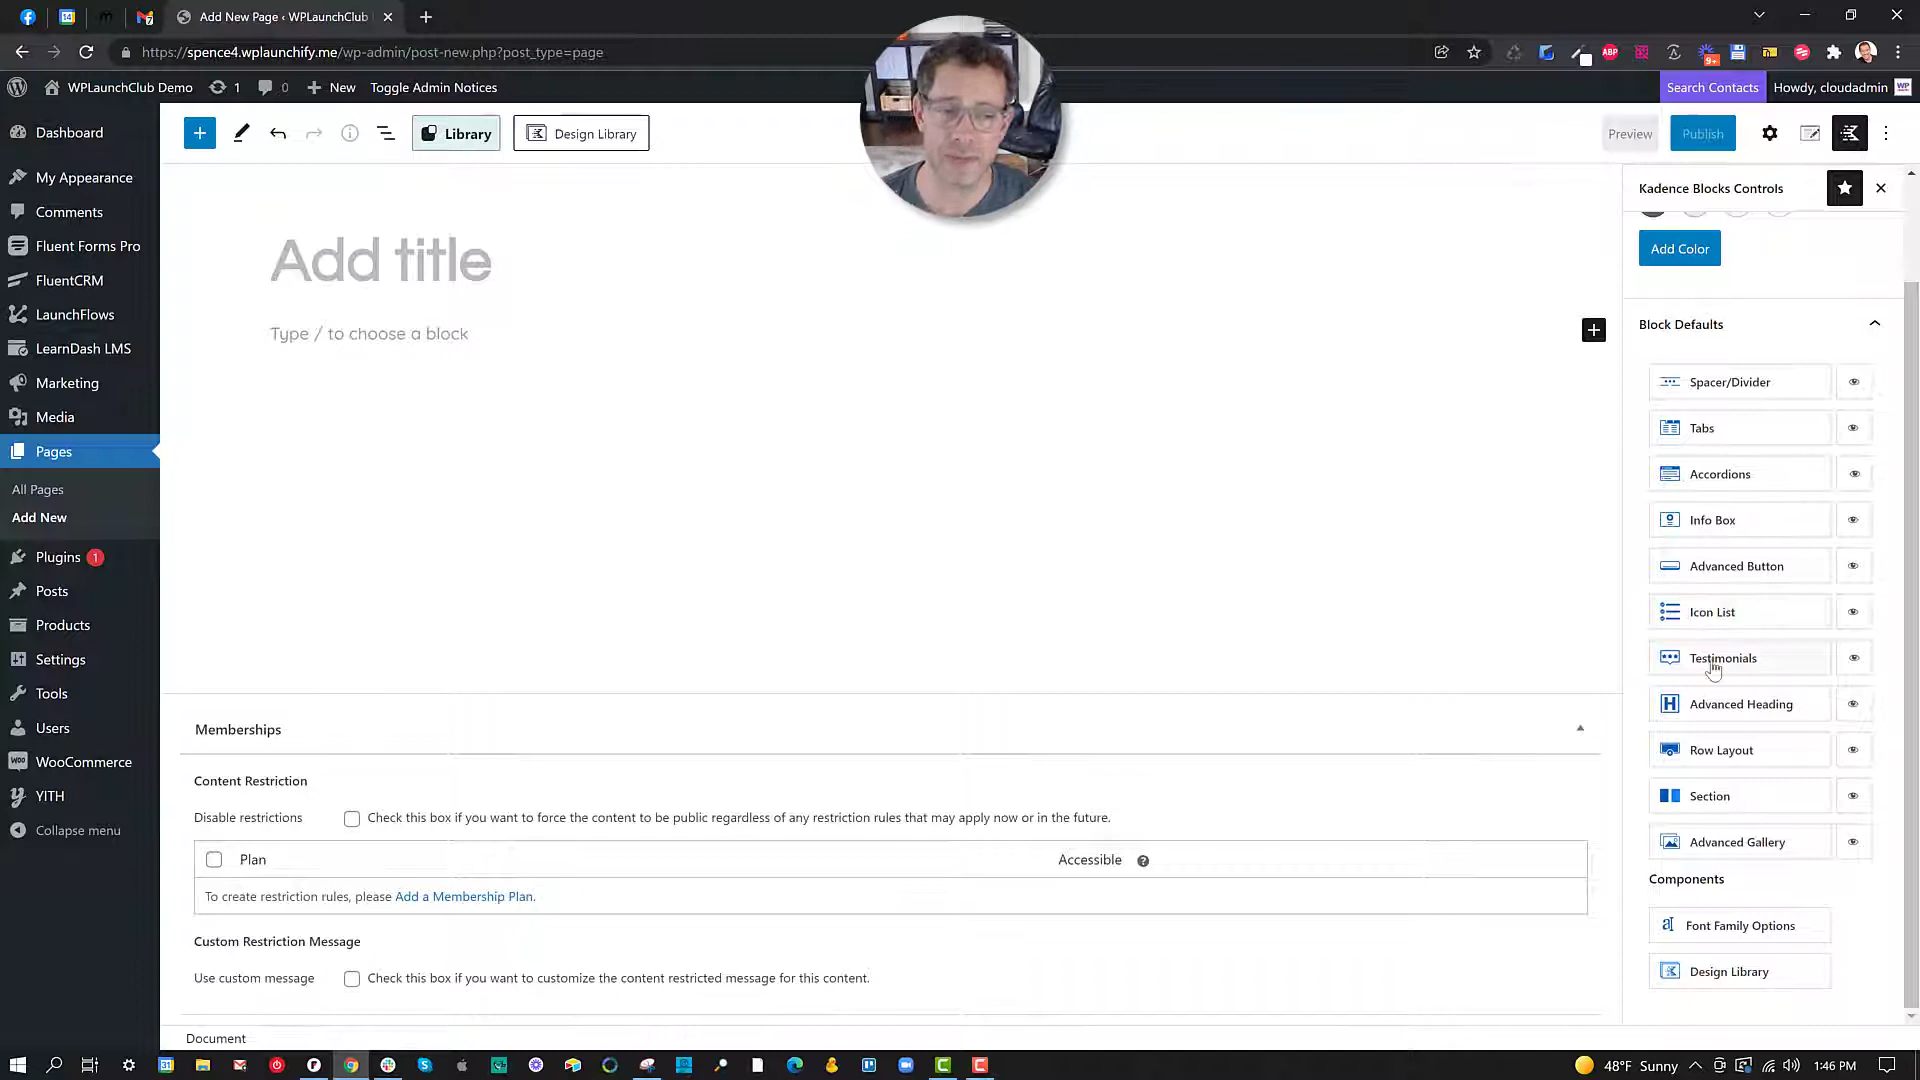 Add New Page ‹ WPLaunchClub
https://spence4.wplaunchify.me/wp-admin/post-new.php?post_type=page
ABP
9+
WPLaunchClub Demo
1
0
New
Toggle Admin Notices
Search Contacts
Howdy, cloudadmin
Dashboard
My Appearance
Comments
Fluent Forms Pro
FluentCRM
LaunchFlows
LearnDash LMS
Marketing
Media
Pages
All Pages
Add New
Plugins 1
Posts
Products
Settings
Tools
Users
WooCommerce
YITH
Collapse menu
Library
Design Library
Preview
Publish
Add title
Type / to choose a block
Memberships
Content Restriction
Disable restrictions
Check this box if you want to force the content to be public regardless of any restriction rules that may apply now or in the future.
Plan
Accessible
To create restriction rules, please Add a Membership Plan.
Custom Restriction Message
Use custom message
Check this box if you want to customize the content restricted message for this content.
Document
Kadence Blocks Controls
Add Color
Block Defaults
Spacer/Divider
Tabs
Accordions
Info Box
Advanced Button
Icon List
Testimonials
Advanced Heading
Row Layout
Section
Advanced Gallery
Components
Font Family Options
Design Library
48°F Sunny
1:46 PM